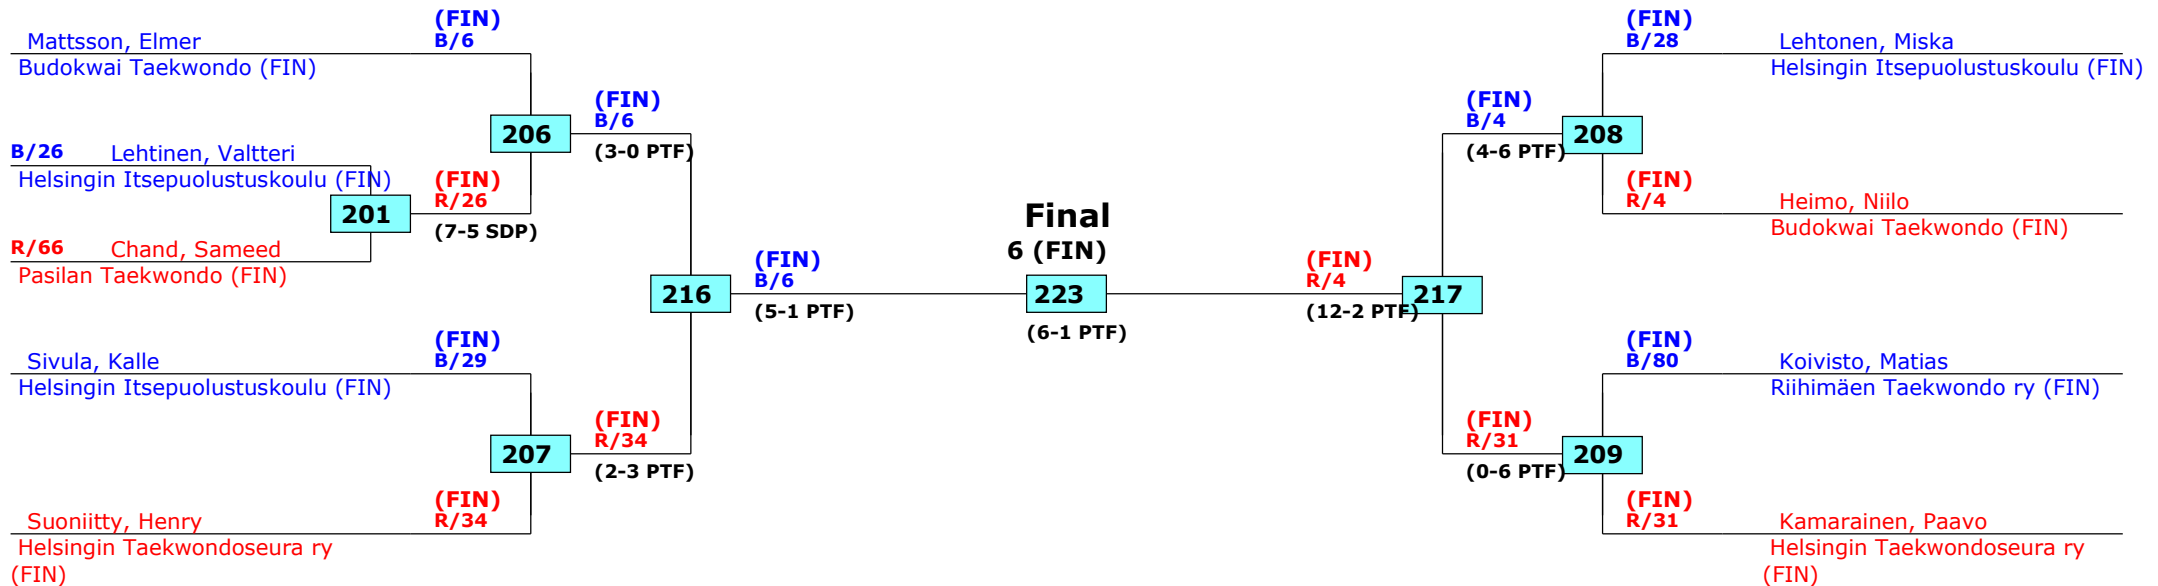 (FIN)
B/6
Mattsson, Elmer
Budokwai Taekwondo (FIN)
B/26 Lehtinen, Valtteri
Helsingin Itsepuolustuskoulu (FIN)
201
R/66 Chand, Sameed
Pasilan Taekwondo (FIN)
(FIN)
R/26
(7-5 SDP)
206
(FIN)
B/6
(3-0 PTF)
(FIN)
B/29
Sivula, Kalle
Helsingin Itsepuolustuskoulu (FIN)
207
(FIN)
R/34
(2-3 PTF)
(FIN)
R/34
Suoniitty, Henry
Helsingin Taekwondoseura ry
(FIN)
216
(FIN)
B/6
(5-1 PTF)
Final
6 (FIN)
223
(6-1 PTF)
(FIN)
R/4
(12-2 PTF)
217
(FIN)
B/4
(4-6 PTF)
208
(FIN)
B/28
Lehtonen, Miska
Helsingin Itsepuolustuskoulu (FIN)
(FIN)
R/4
Heimo, Niilo
Budokwai Taekwondo (FIN)
(FIN)
R/31
(0-6 PTF)
209
(FIN)
B/80
Koivisto, Matias
Riihimäen Taekwondo ry (FIN)
(FIN)
R/31
Kamarainen, Paavo
Helsingin Taekwondoseura ry
(FIN)